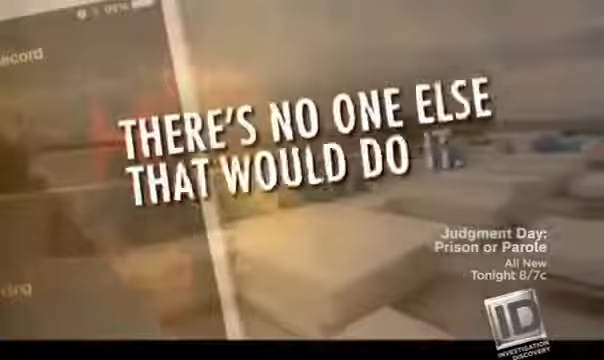 ecord
THERE'S NO ONE ELSE
THAT WOULD DO IT.
Judgment Day:
Prison or Parole
All New
Tonight 8/7c
ID
INVESTIGATION
DISCOVERY